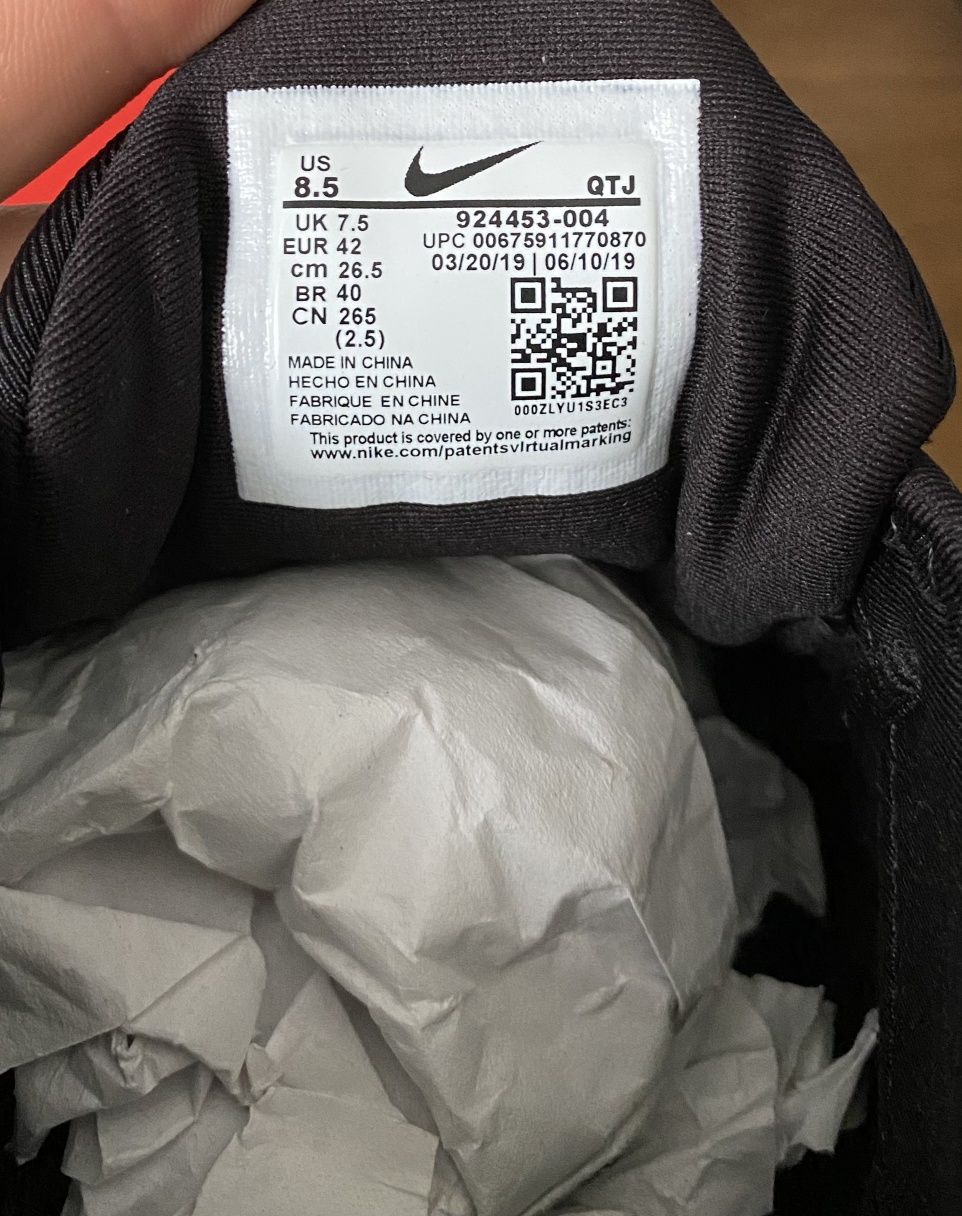 US
8.5
QTJ
UK 7.5
EUR 42
cm 26.5
BR 40
CN 265
(2.5)
924453-004
UPC 00675911770870
03/20/19 | 06/10/19
000ZLYU1S3EC3
MADE IN CHINA
HECHO EN CHINA
FABRIQUE EN CHINE
FABRICADO NA CHINA
This product is covered by one or more patents:
www.nike.com/patentsvirtualmarking